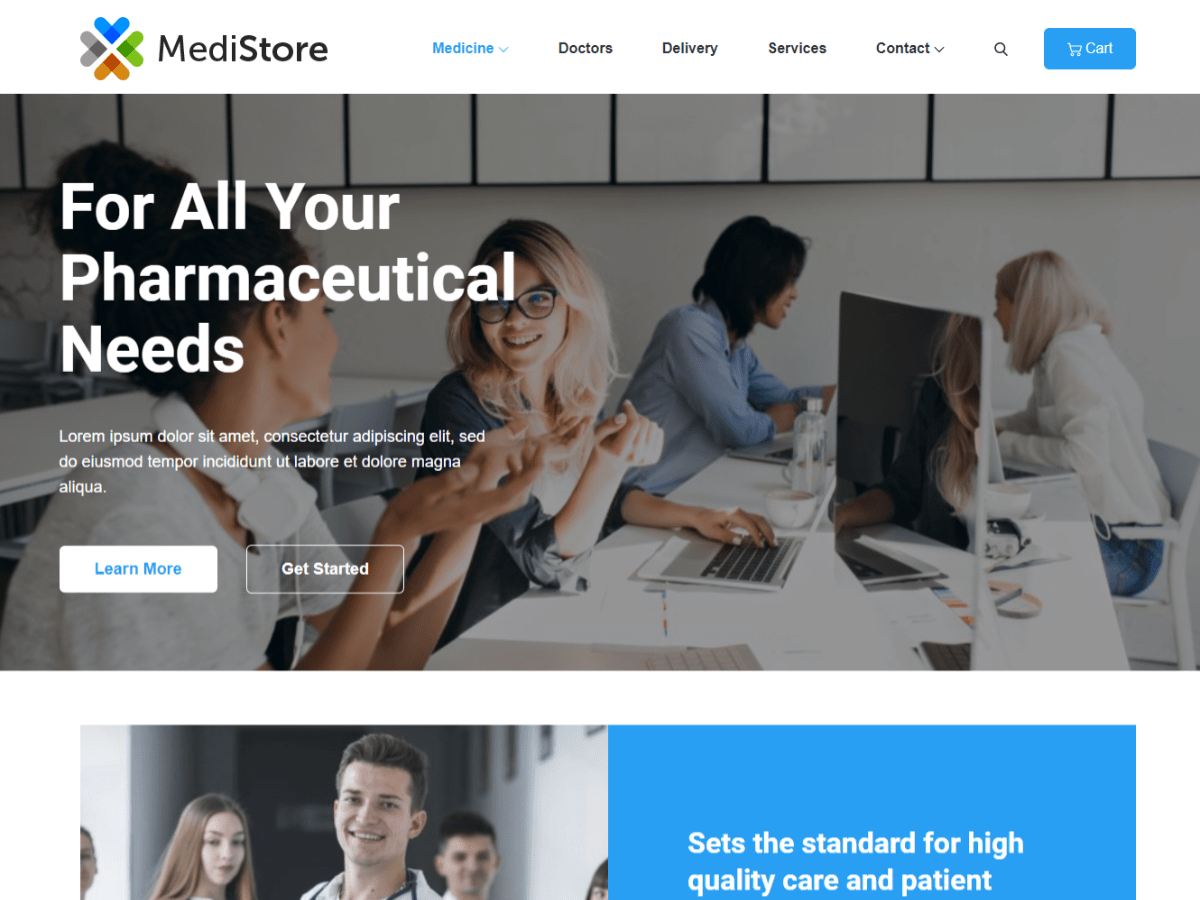 MediStore
Medicine
Doctors
Delivery
Services
Contact
Cart
For All Your
Pharmaceutical
Needs
Lorem ipsum dolor sit amet, consectetur adipiscing elit, sed
do eiusmod tempor incididunt ut labore et dolore magna
aliqua.
Learn More
Get Started
Sets the standard for high
quality care and patient